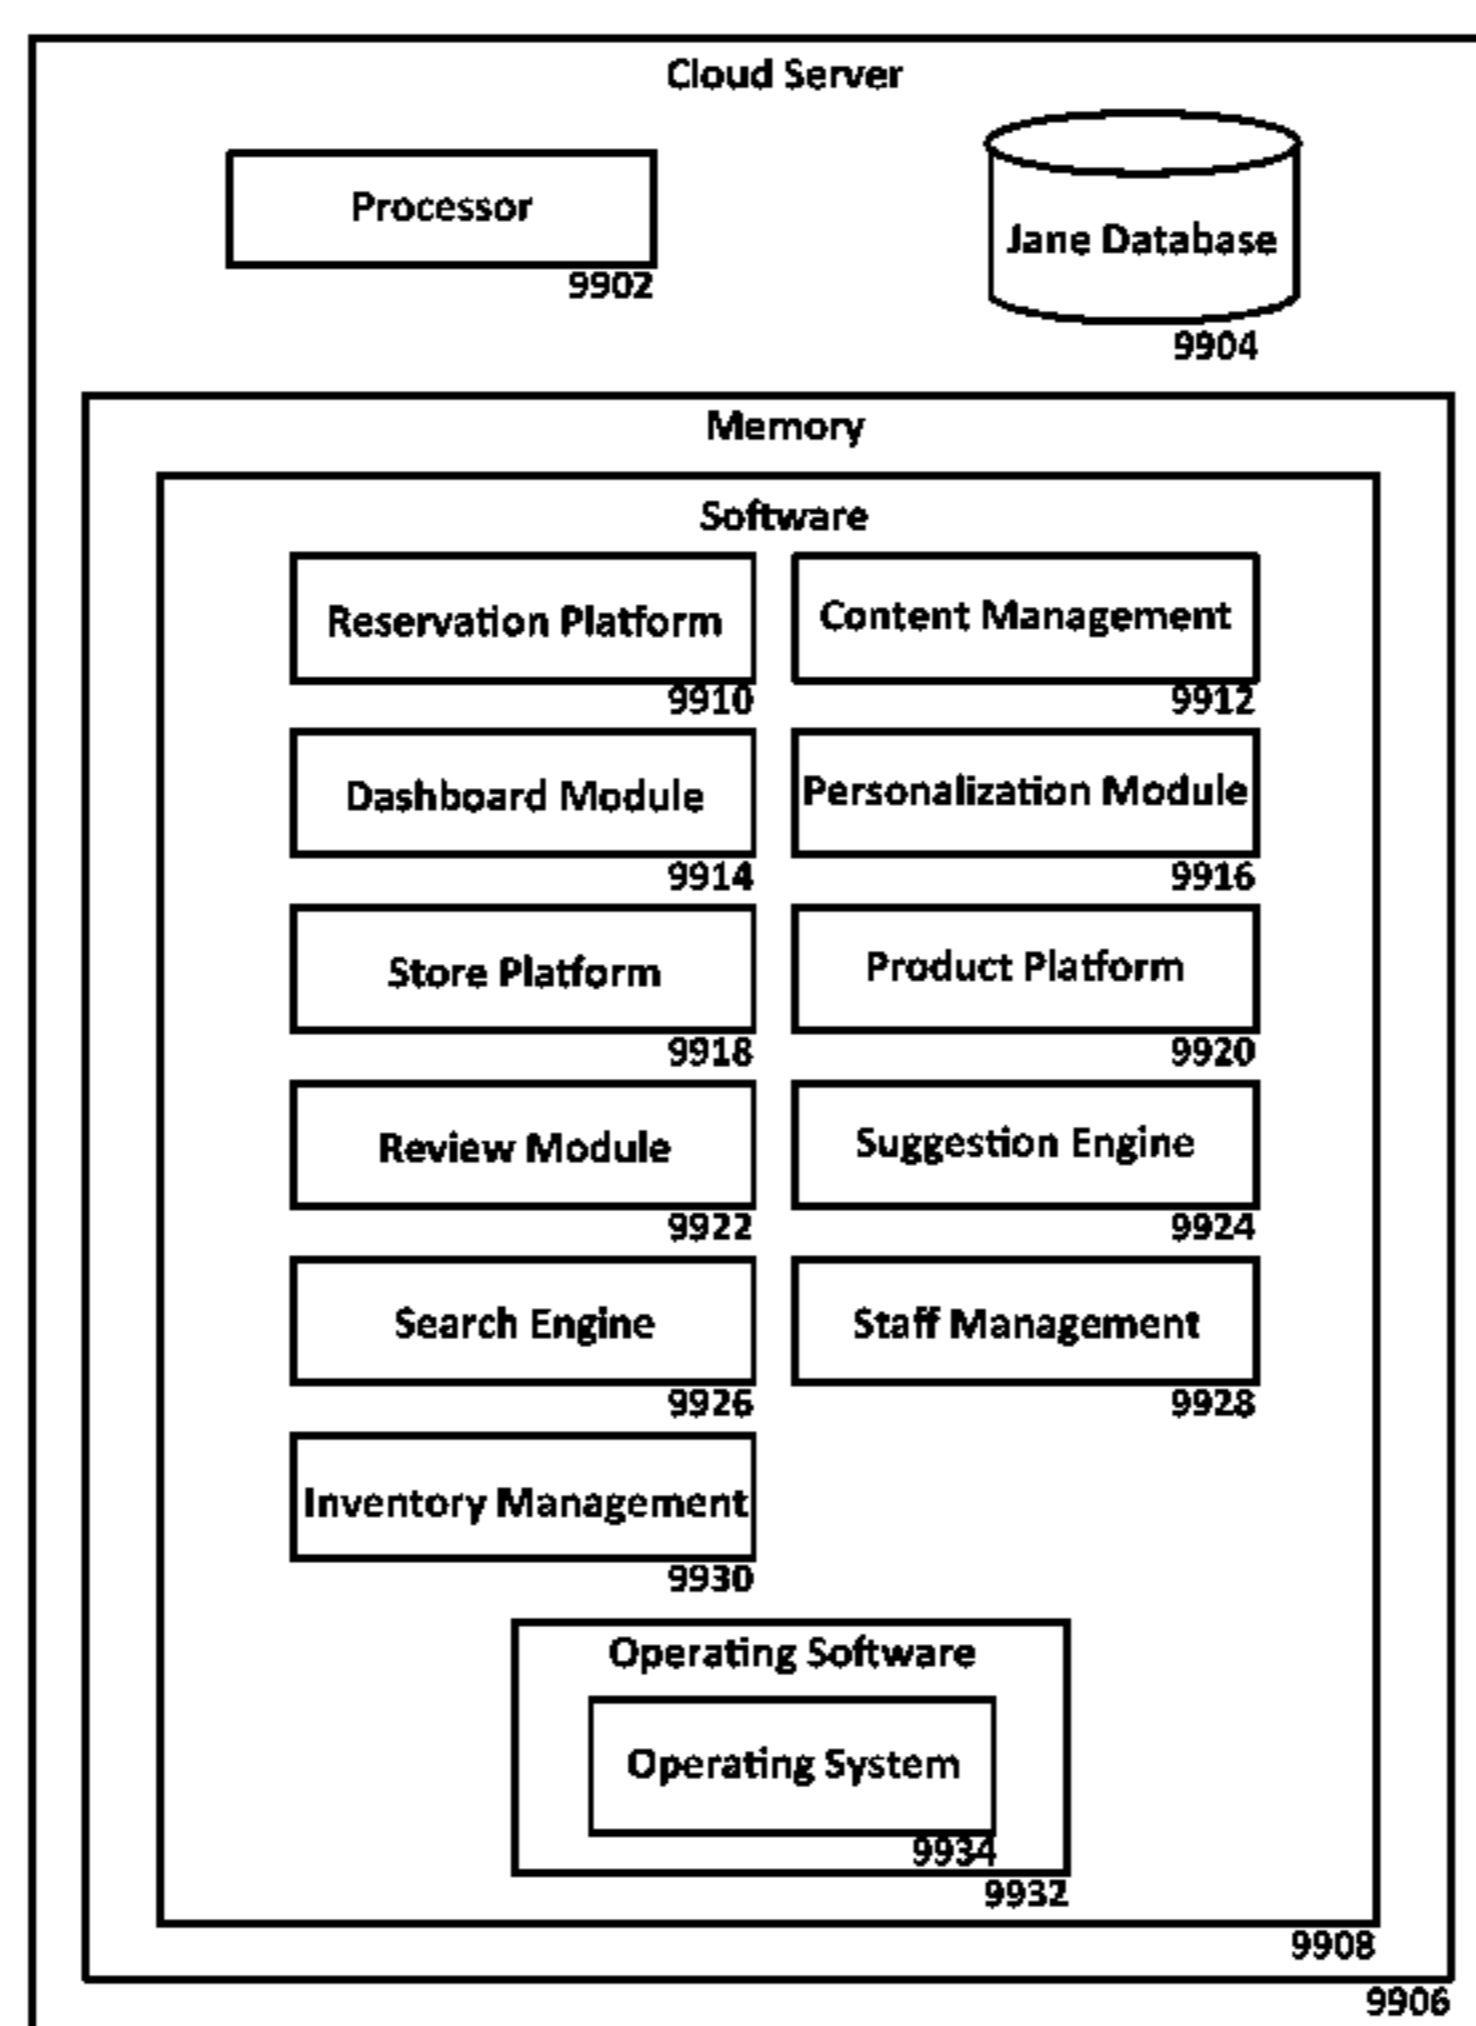 Cloud Server
Processor
9902
Jane Database
9904
Memory
Software
Reservation Platform
9910
Content Management
9912
Dashboard Module
9914
Personalization Module
9916
Store Platform
9918
Product Platform
9920
Review Module
9922
Suggestion Engine
9924
Search Engine
9926
Staff Management
9928
Inventory Management
9930
Operating Software
Operating System
9934
9932
9908
9906